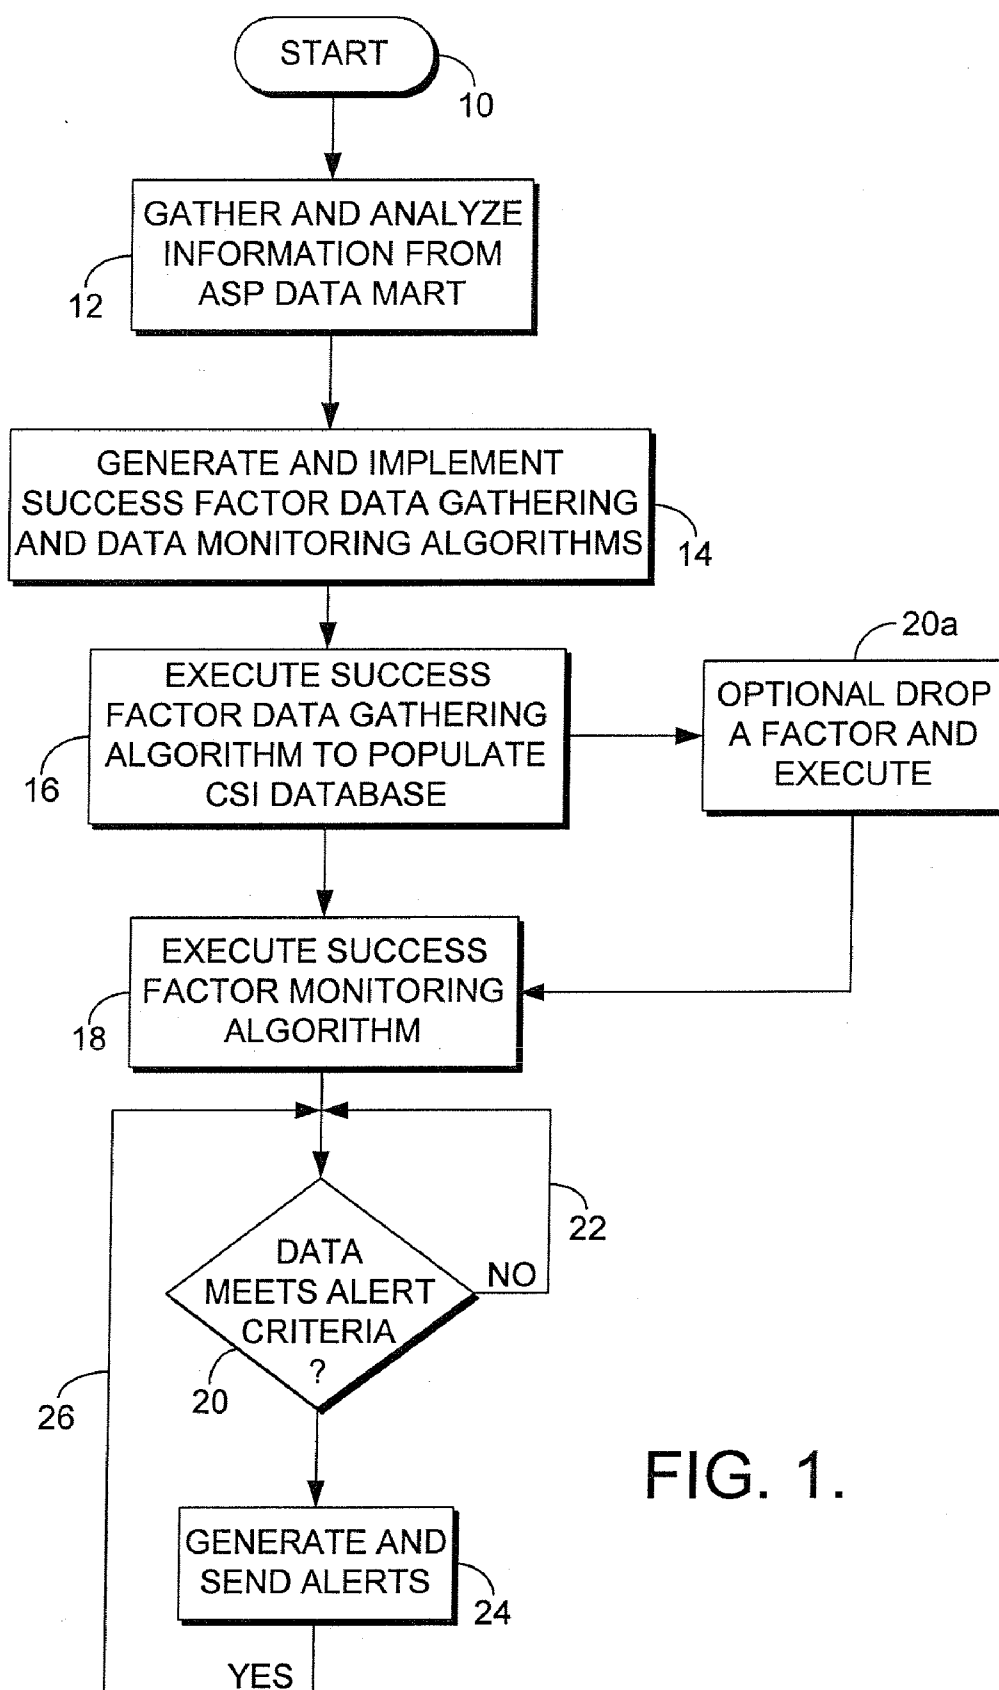 START
10
GATHER AND ANALYZE
INFORMATION FROM
ASP DATA MART
12
GENERATE AND IMPLEMENT
SUCCESS FACTOR DATA GATHERING
AND DATA MONITORING ALGORITHMS
14
EXECUTE SUCCESS
FACTOR DATA GATHERING
ALGORITHM TO POPULATE
CSI DATABASE
16
20a
OPTIONAL DROP
A FACTOR AND
EXECUTE
EXECUTE SUCCESS
FACTOR MONITORING
ALGORITHM
18
DATA
MEETS ALERT
CRITERIA
?
20
NO
22
26
GENERATE AND
SEND ALERTS
24
YES
FIG. 1.